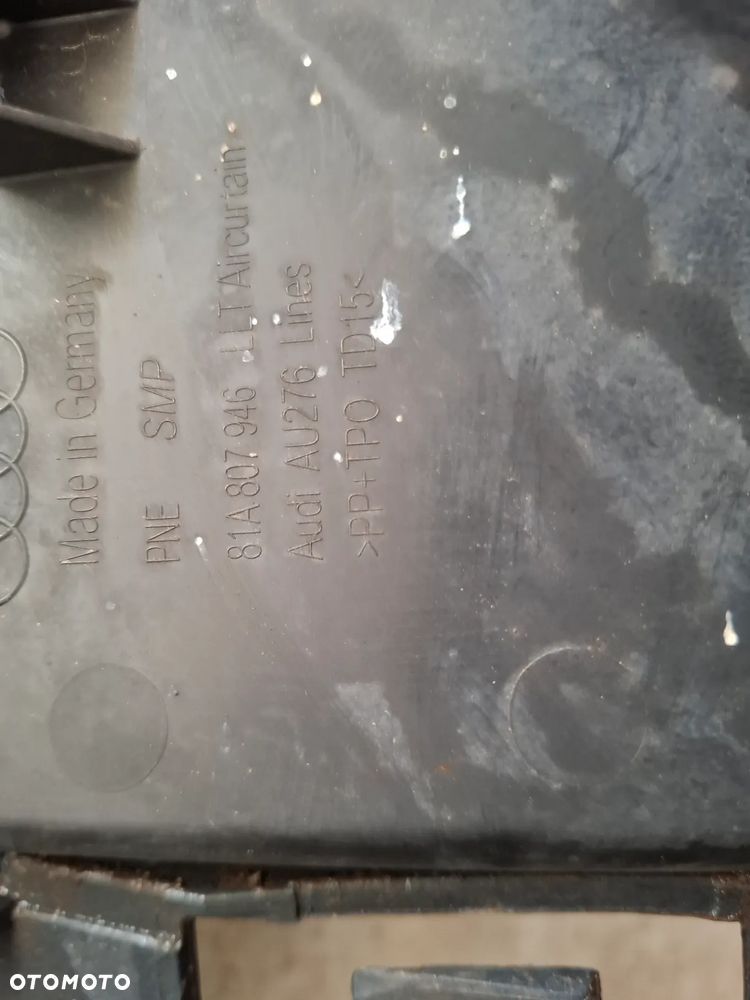 Made in Germany
PNE SMP
81A 807 946 LLT Aircurtain
Audi AU276 Lines
>PP+TPO TD15<
OTOMOTO